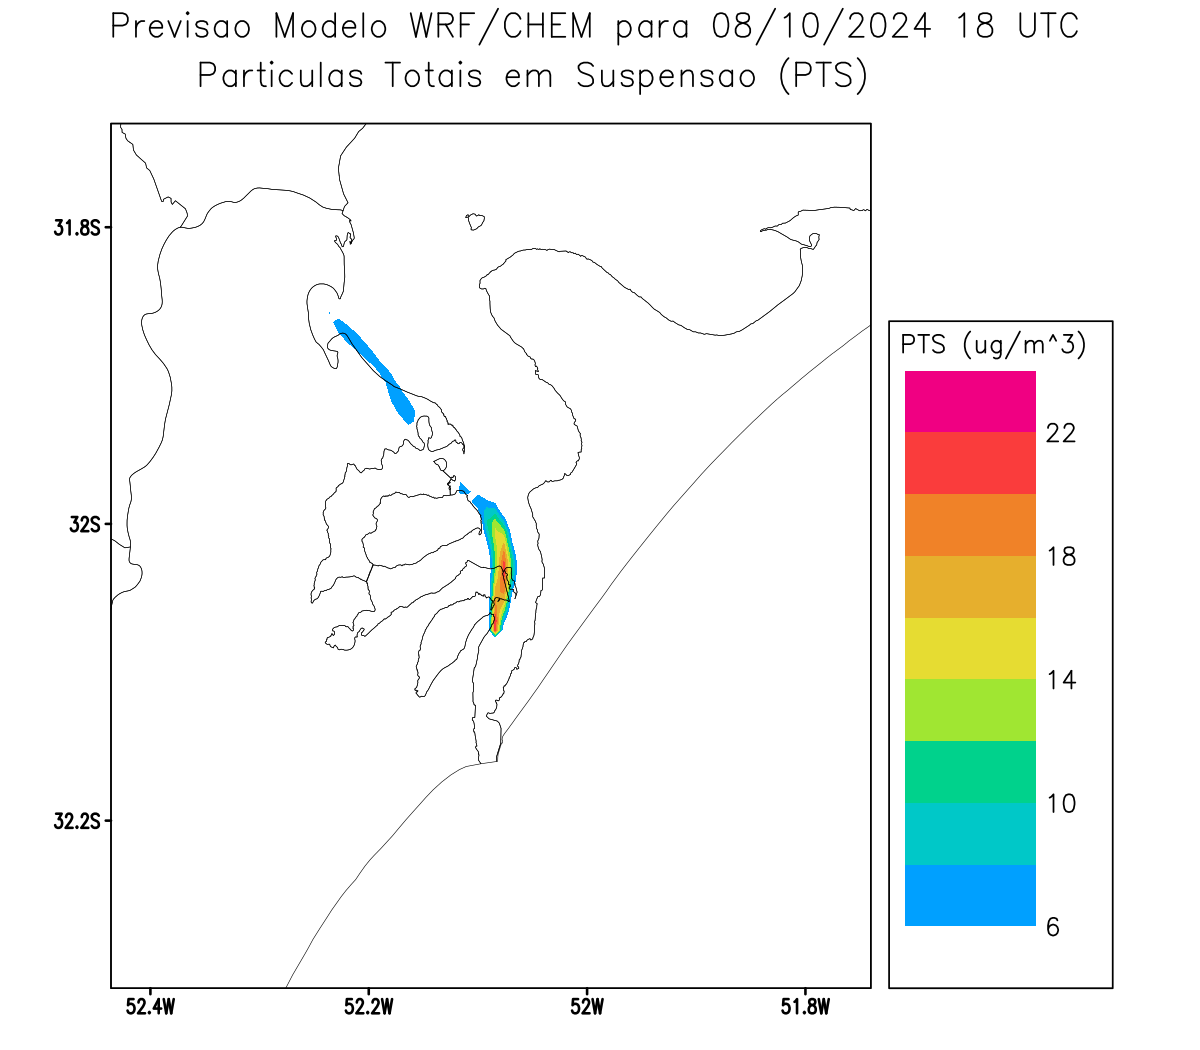 Previsao Modelo WRF/CHEM para 08/10/2024 18 UTC
Particulas Totais em Suspensao (PTS)
31.8S
32S
32.2S
52.4W
52.2W
52W
51.8W
PTS (ug/m^3)
22
18
14
10
6